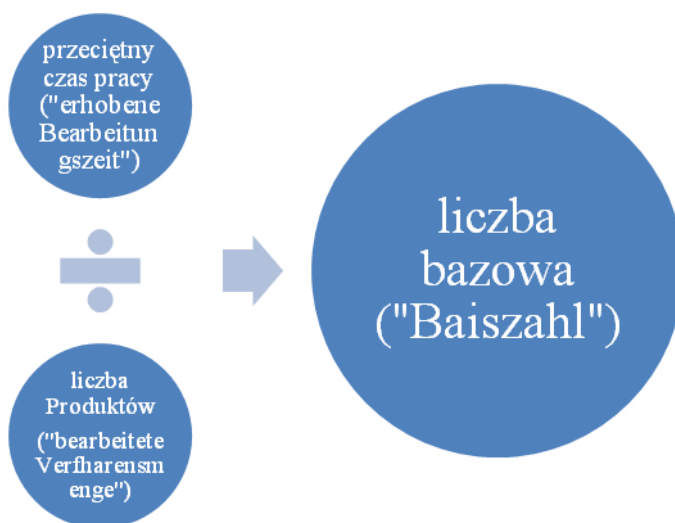 przeciętny
czas pracy
("erhobene
Bearbeitun
gszeit")
liczba
Produktów
("bearbeitete
Verfharensm
enge")
liczba
bazowa
("Baiszahl")